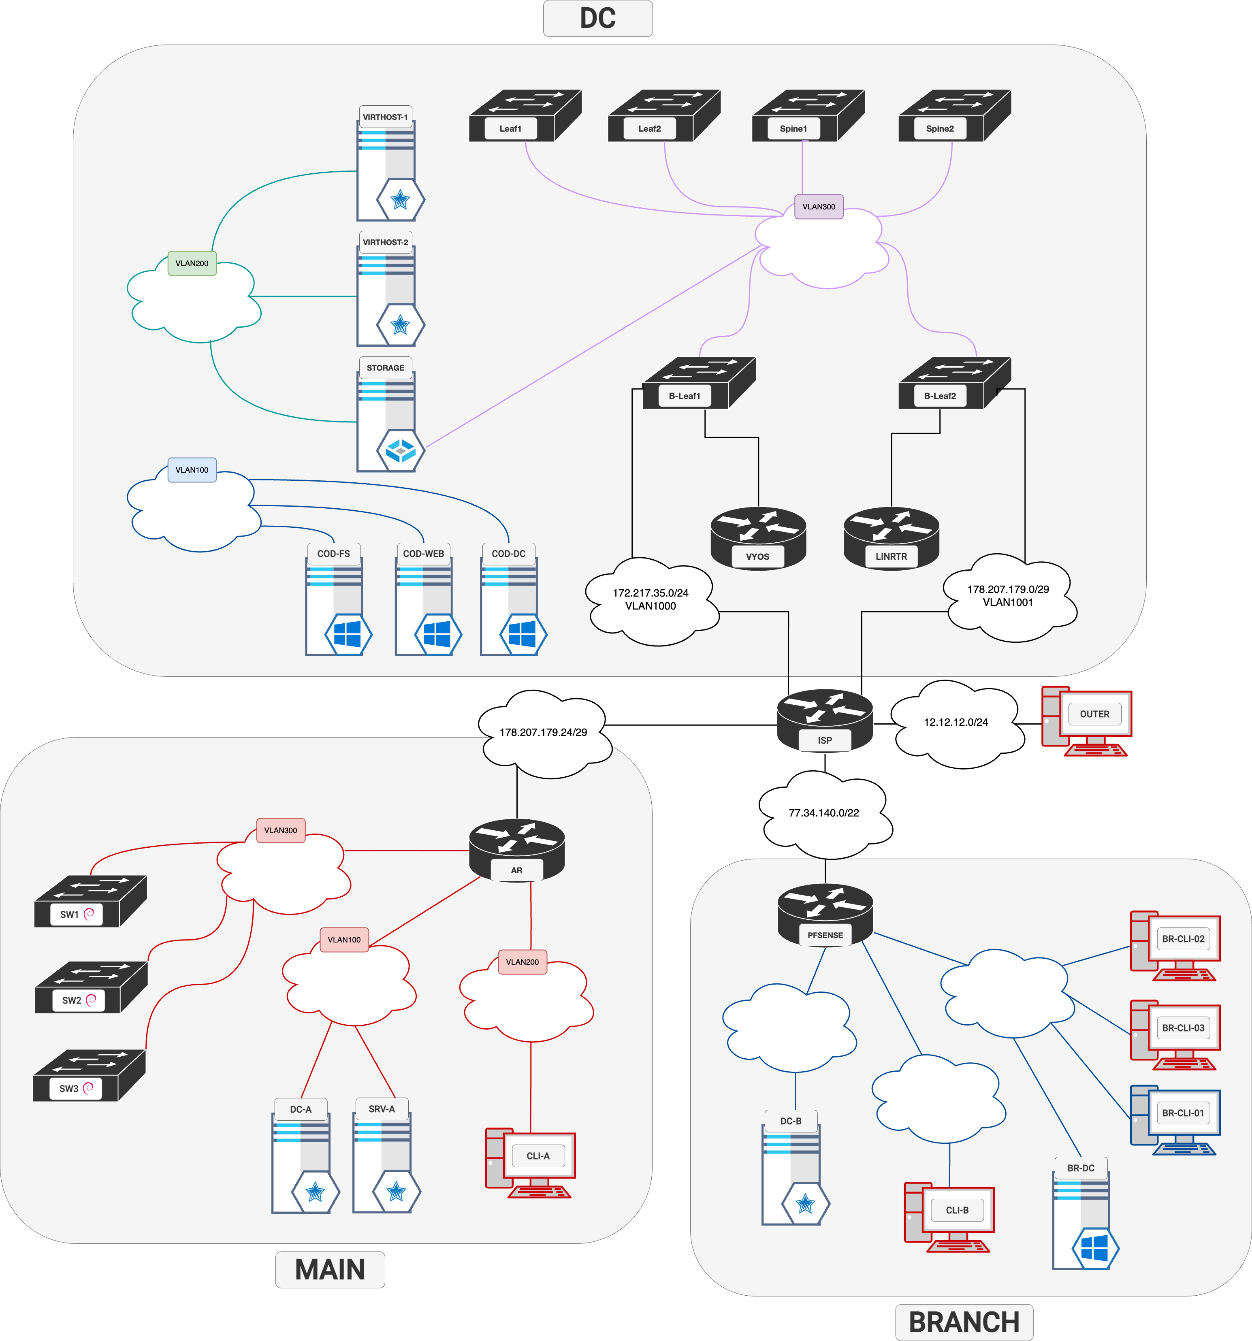 DC
VIRTHOST-1
Leaf1
Leaf2
Spine1
Spine2
VLAN300
VIRTHOST-2
VLAN200
STORAGE
B-Leaf1
B-Leaf2
VLAN100
COD-FS
COD-WEB
COD-DC
VYOS
LINRTR
172.217.35.0/24
VLAN1000
178.207.179.0/29
VLAN1001
178.207.179.24/29
ISP
12.12.12.0/24
OUTER
77.34.140.0/22
VLAN300
AR
SW1
VLAN100
VLAN200
SW2
SW3
DC-A
SRV-A
CLI-A
MAIN
PFSENSE
BR-CLI-02
BR-CLI-03
BR-CLI-01
DC-B
BR-DC
CLI-B
BRANCH